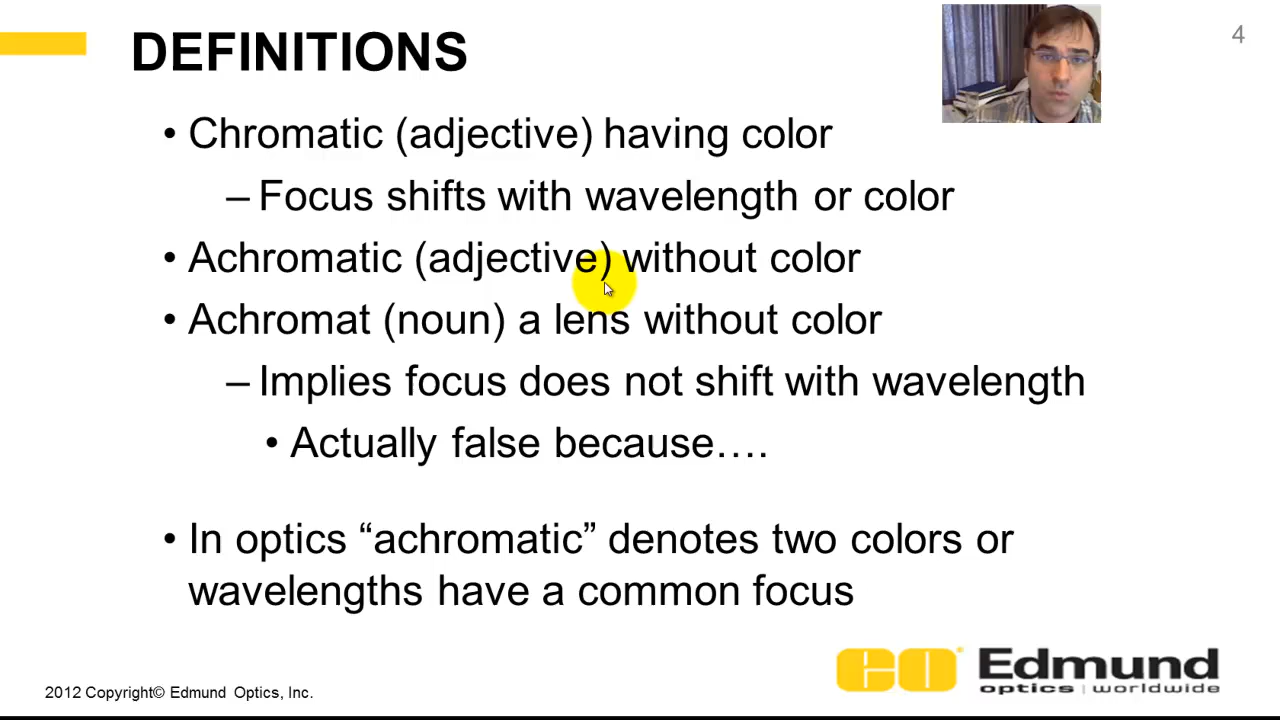 DEFINITIONS
4
• Chromatic (adjective) having color
– Focus shifts with wavelength or color
• Achromatic (adjective) without color
• Achromat (noun) a lens without color
– Implies focus does not shift with wavelength
• Actually false because….
• In optics “achromatic” denotes two colors or
wavelengths have a common focus
EO® Edmund
optics | worldwide
2012 Copyright© Edmund Optics, Inc.